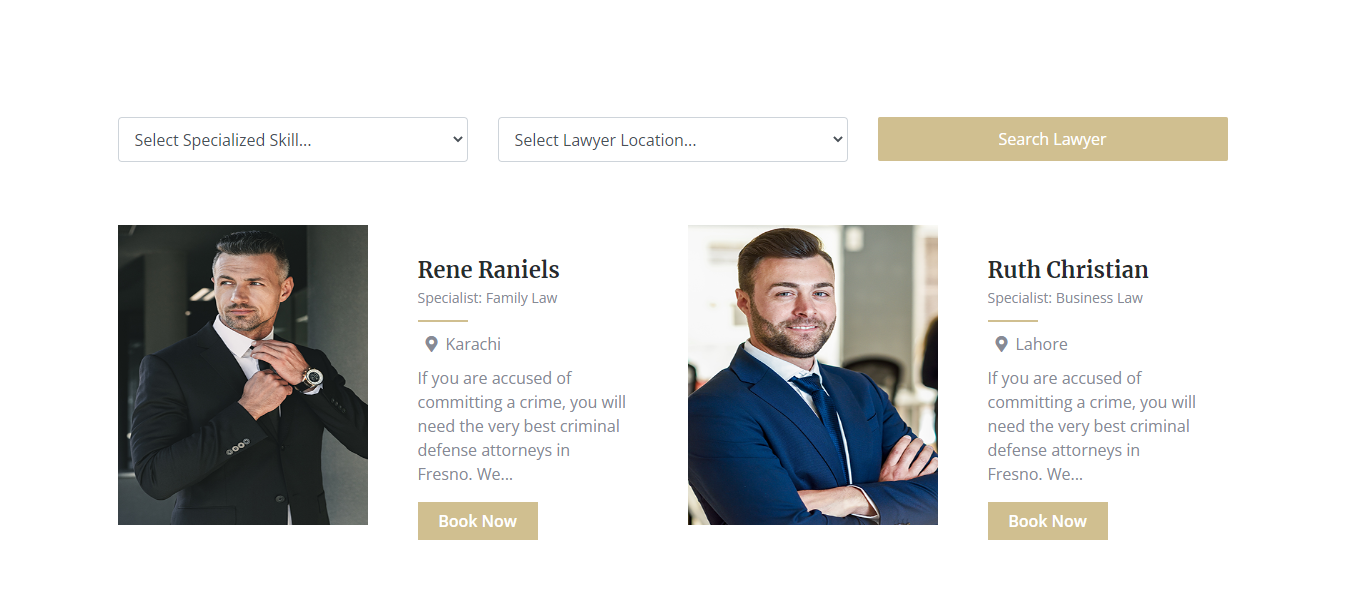 Select Specialized Skill...
Select Lawyer Location...
Search Lawyer
Rene Raniels
Specialist: Family Law
Karachi
If you are accused of
committing a crime, you will
need the very best criminal
defense attorneys in
Fresno. We...
Book Now
Ruth Christian
Specialist: Business Law
Lahore
If you are accused of
committing a crime, you will
need the very best criminal
defense attorneys in
Fresno. We...
Book Now